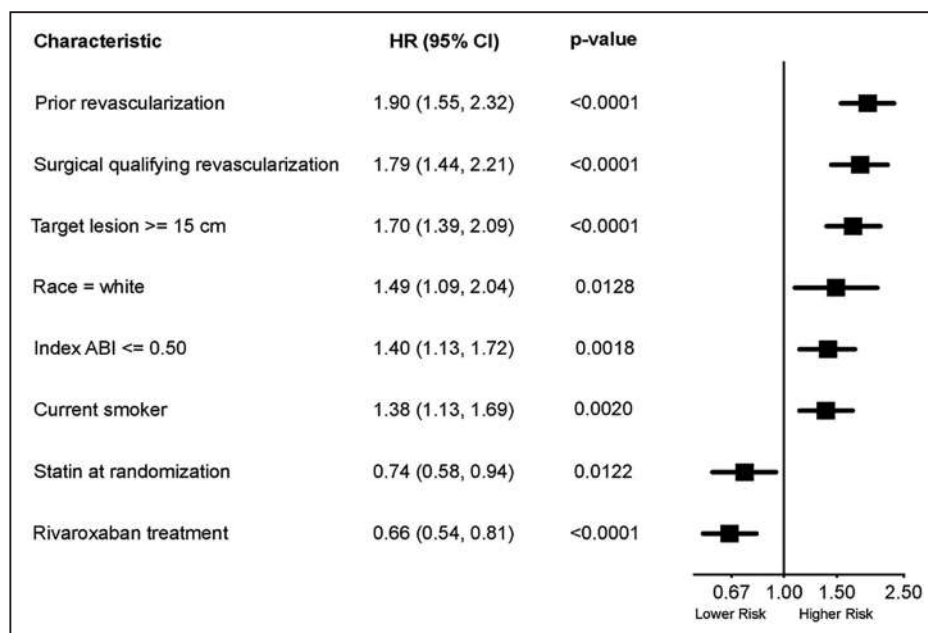 Characteristic HR (95% CI) p-value
Prior revascularization 1.90 (1.55, 2.32) <0.0001
Surgical qualifying revascularization 1.79 (1.44, 2.21) <0.0001
Target lesion >= 15 cm 1.70 (1.39, 2.09) <0.0001
Race = white 1.49 (1.09, 2.04) 0.0128
Index ABI <= 0.50 1.40 (1.13, 1.72) 0.0018
Current smoker 1.38 (1.13, 1.69) 0.0020
Statin at randomization 0.74 (0.58, 0.94) 0.0122
Rivaroxaban treatment 0.66 (0.54, 0.81) <0.0001
0.67 1.00 1.50 2.50
Lower Risk Higher Risk